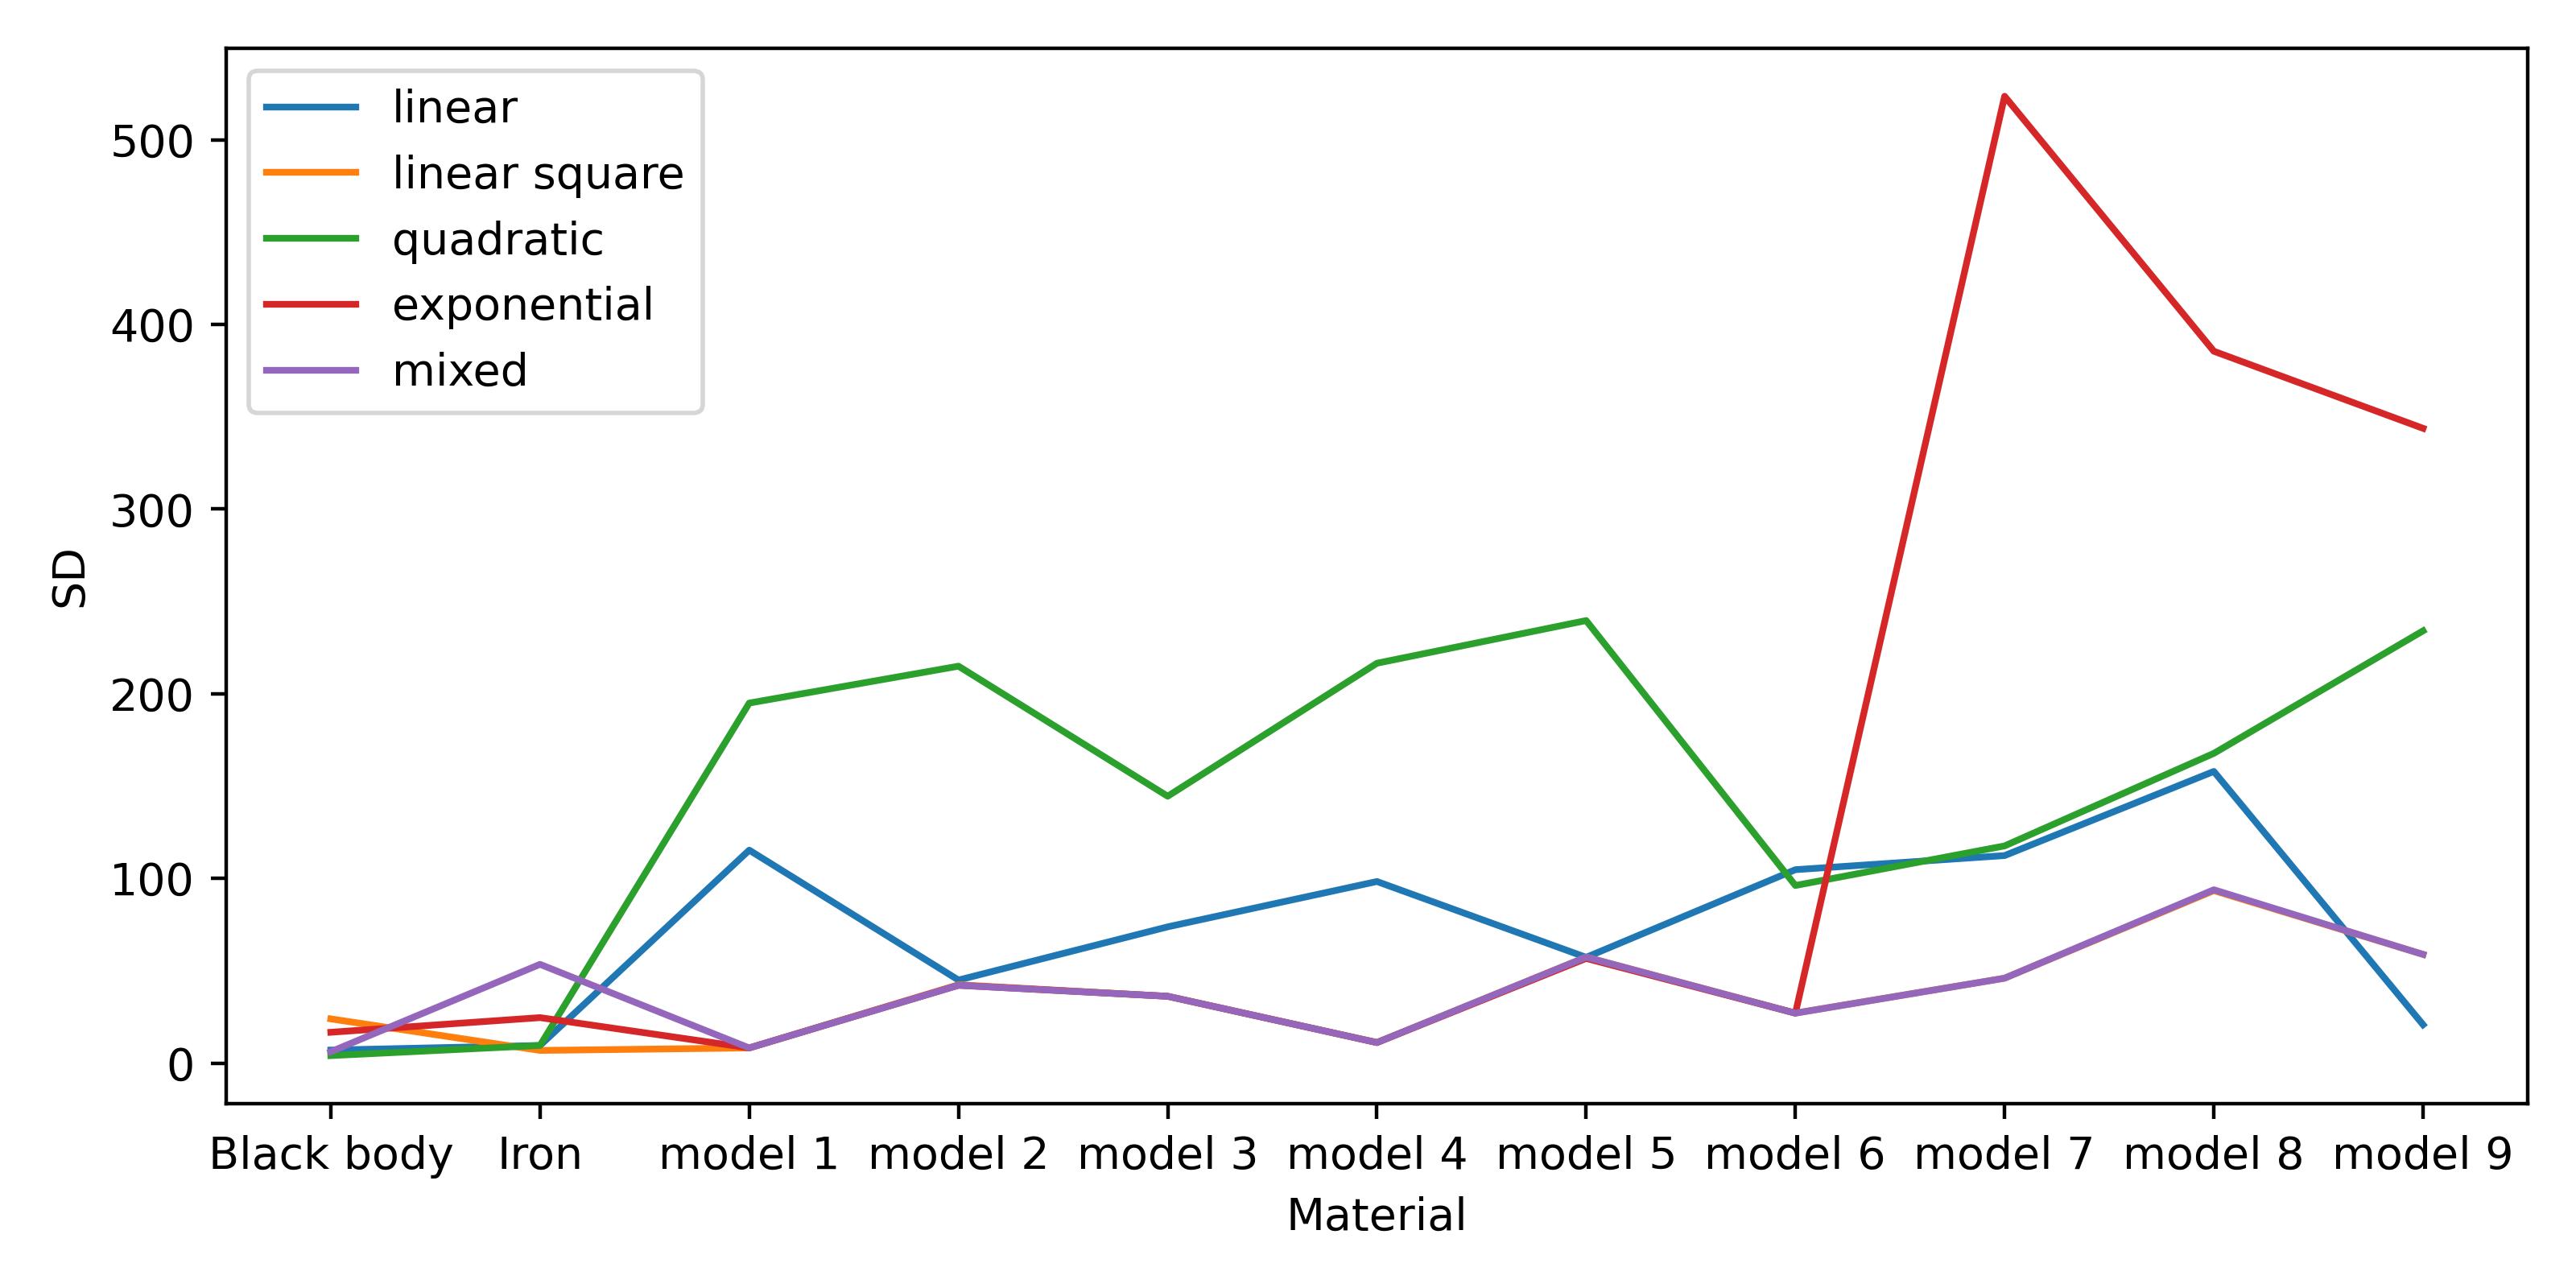 linear
linear square
quadratic
exponential
mixed
500
400
300
200
100
0
SD
Black body Iron model 1 model 2 model 3 model 4 model 5 model 6 model 7 model 8 model 9
Material